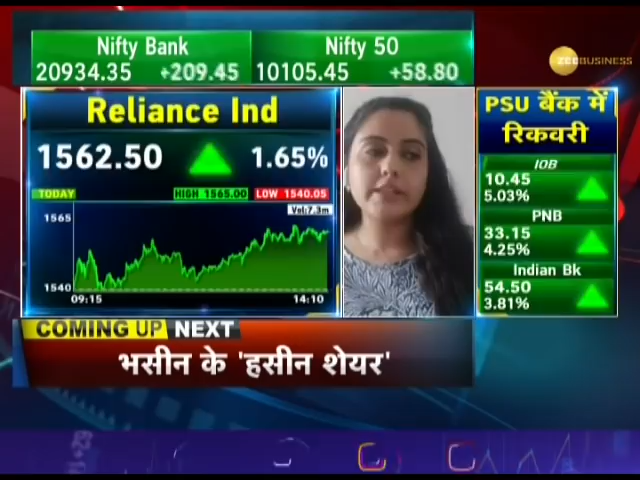 Nifty Bank
20934.35 +209.45
Nifty 50
10105.45 +58.80
ZEEBUSINESS
Reliance Ind
1562.50 1.65%
TODAY HIGH 1565.00 LOW 1540.05
Vol:7.3m
1565
1540
09:15 14:10
PSU बैंक में
रिकवरी
IOB
10.45
5.03%
PNB
33.15
4.25%
Indian Bk
54.50
3.81%
COMING UP NEXT
भसीन के 'हसीन शेयर'